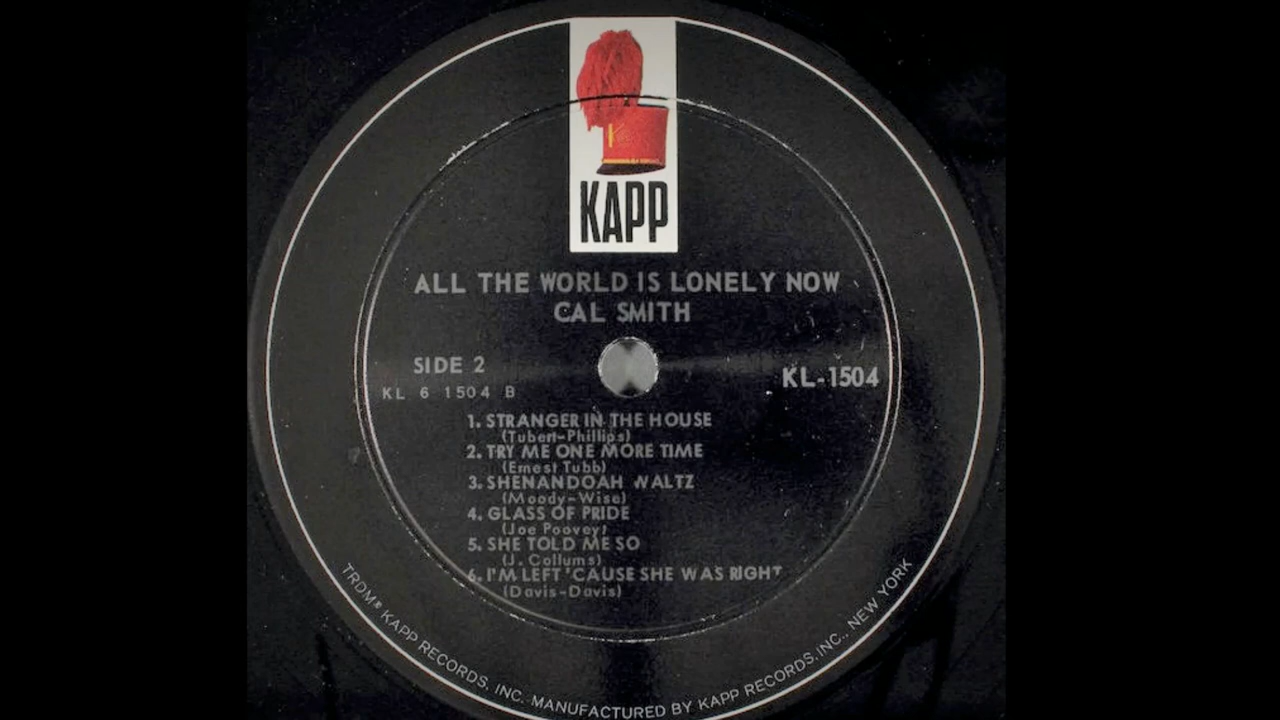 KAPP
ALL THE WORLD IS LONELY NOW
CAL SMITH
SIDE 2
KL-1504
KL 6 1504 B
1. STRANGER IN THE HOUSE
(Tubert-Phillips)
2. TRY ME ONE MORE TIME
(Ernest Tubb)
3. SHENANDOAH WALTZ
(Moody-Wise)
4. GLASS OF PRIDE
(Joe Poovey)
5. SHE TOLD ME SO
(J. Collums)
6. I'M LEFT 'CAUSE SHE WAS RIGHT
(Davis-Davis)
TRDM® KAPP RECORDS, INC. MANUFACTURED BY KAPP RECORDS, INC., NEW YORK